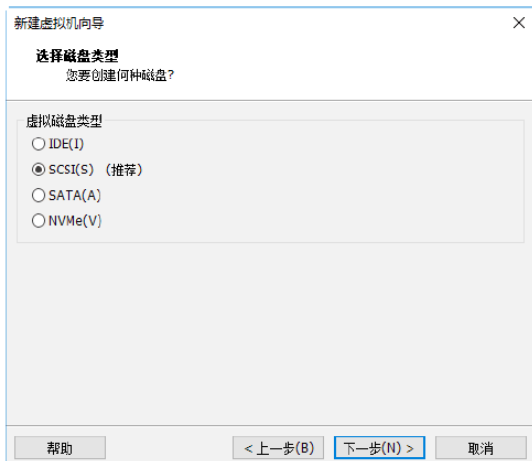 新建虚拟机向导
选择磁盘类型
您要创建何种磁盘?
虚拟磁盘类型
IDE(I)
SCSI(S) （推荐）
SATA(A)
NVMe(V)
帮助 < 上一步(B) 下一步(N) > 取消